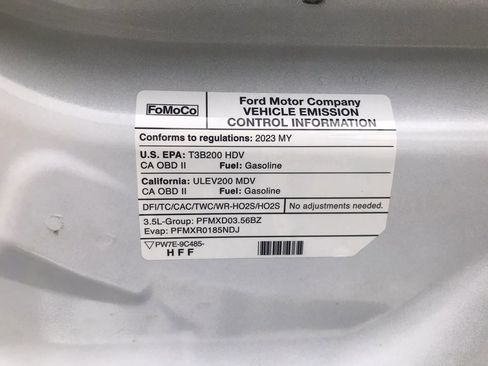 FoMoCo
Ford Motor Company
VEHICLE EMISSION
CONTROL INFORMATION
Conforms to regulations: 2023 MY
U.S. EPA: T3B200 HDV
CA OBD II Fuel: Gasoline
California: ULEV200 MDV
CA OBD II Fuel: Gasoline
DFI/TC/CAC/TWC/WR-HO2S/HO2S No adjustments needed.
3.5L-Group: PFMXD03.56BZ
Evap: PFMXR0185NDJ
PW7E-9C485-
HFF